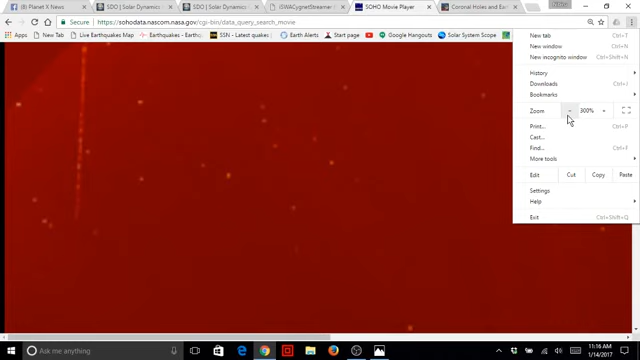 (8) Planet X News
SDO | Solar Dynamics
SDO | Solar Dynamics
iSWACygnetStreamer
SOHO Movie Player
Coronal Holes and Ex
Secure
https://sohodata.nascom.nasa.gov/cgi-bin/data_query_search_movie
Apps
Bookmarks
Live Earthquakes Map
Earthquakes - Earthq
SSN - Latest quakes
Earth Alerts
Start page
Google Maps
Solar System Scope
New tab Ctrl+T
New window Ctrl+N
New incognito window Ctrl+Shift+N
History
Downloads Ctrl+J
Bookmarks
Zoom - 300% +
Print... Ctrl+P
Cast...
Find... Ctrl+F
More tools
Edit Cut Copy Paste
Settings
Help
Exit Ctrl+Shift+Q
Ask me anything
11:16 AM
1/14/2017